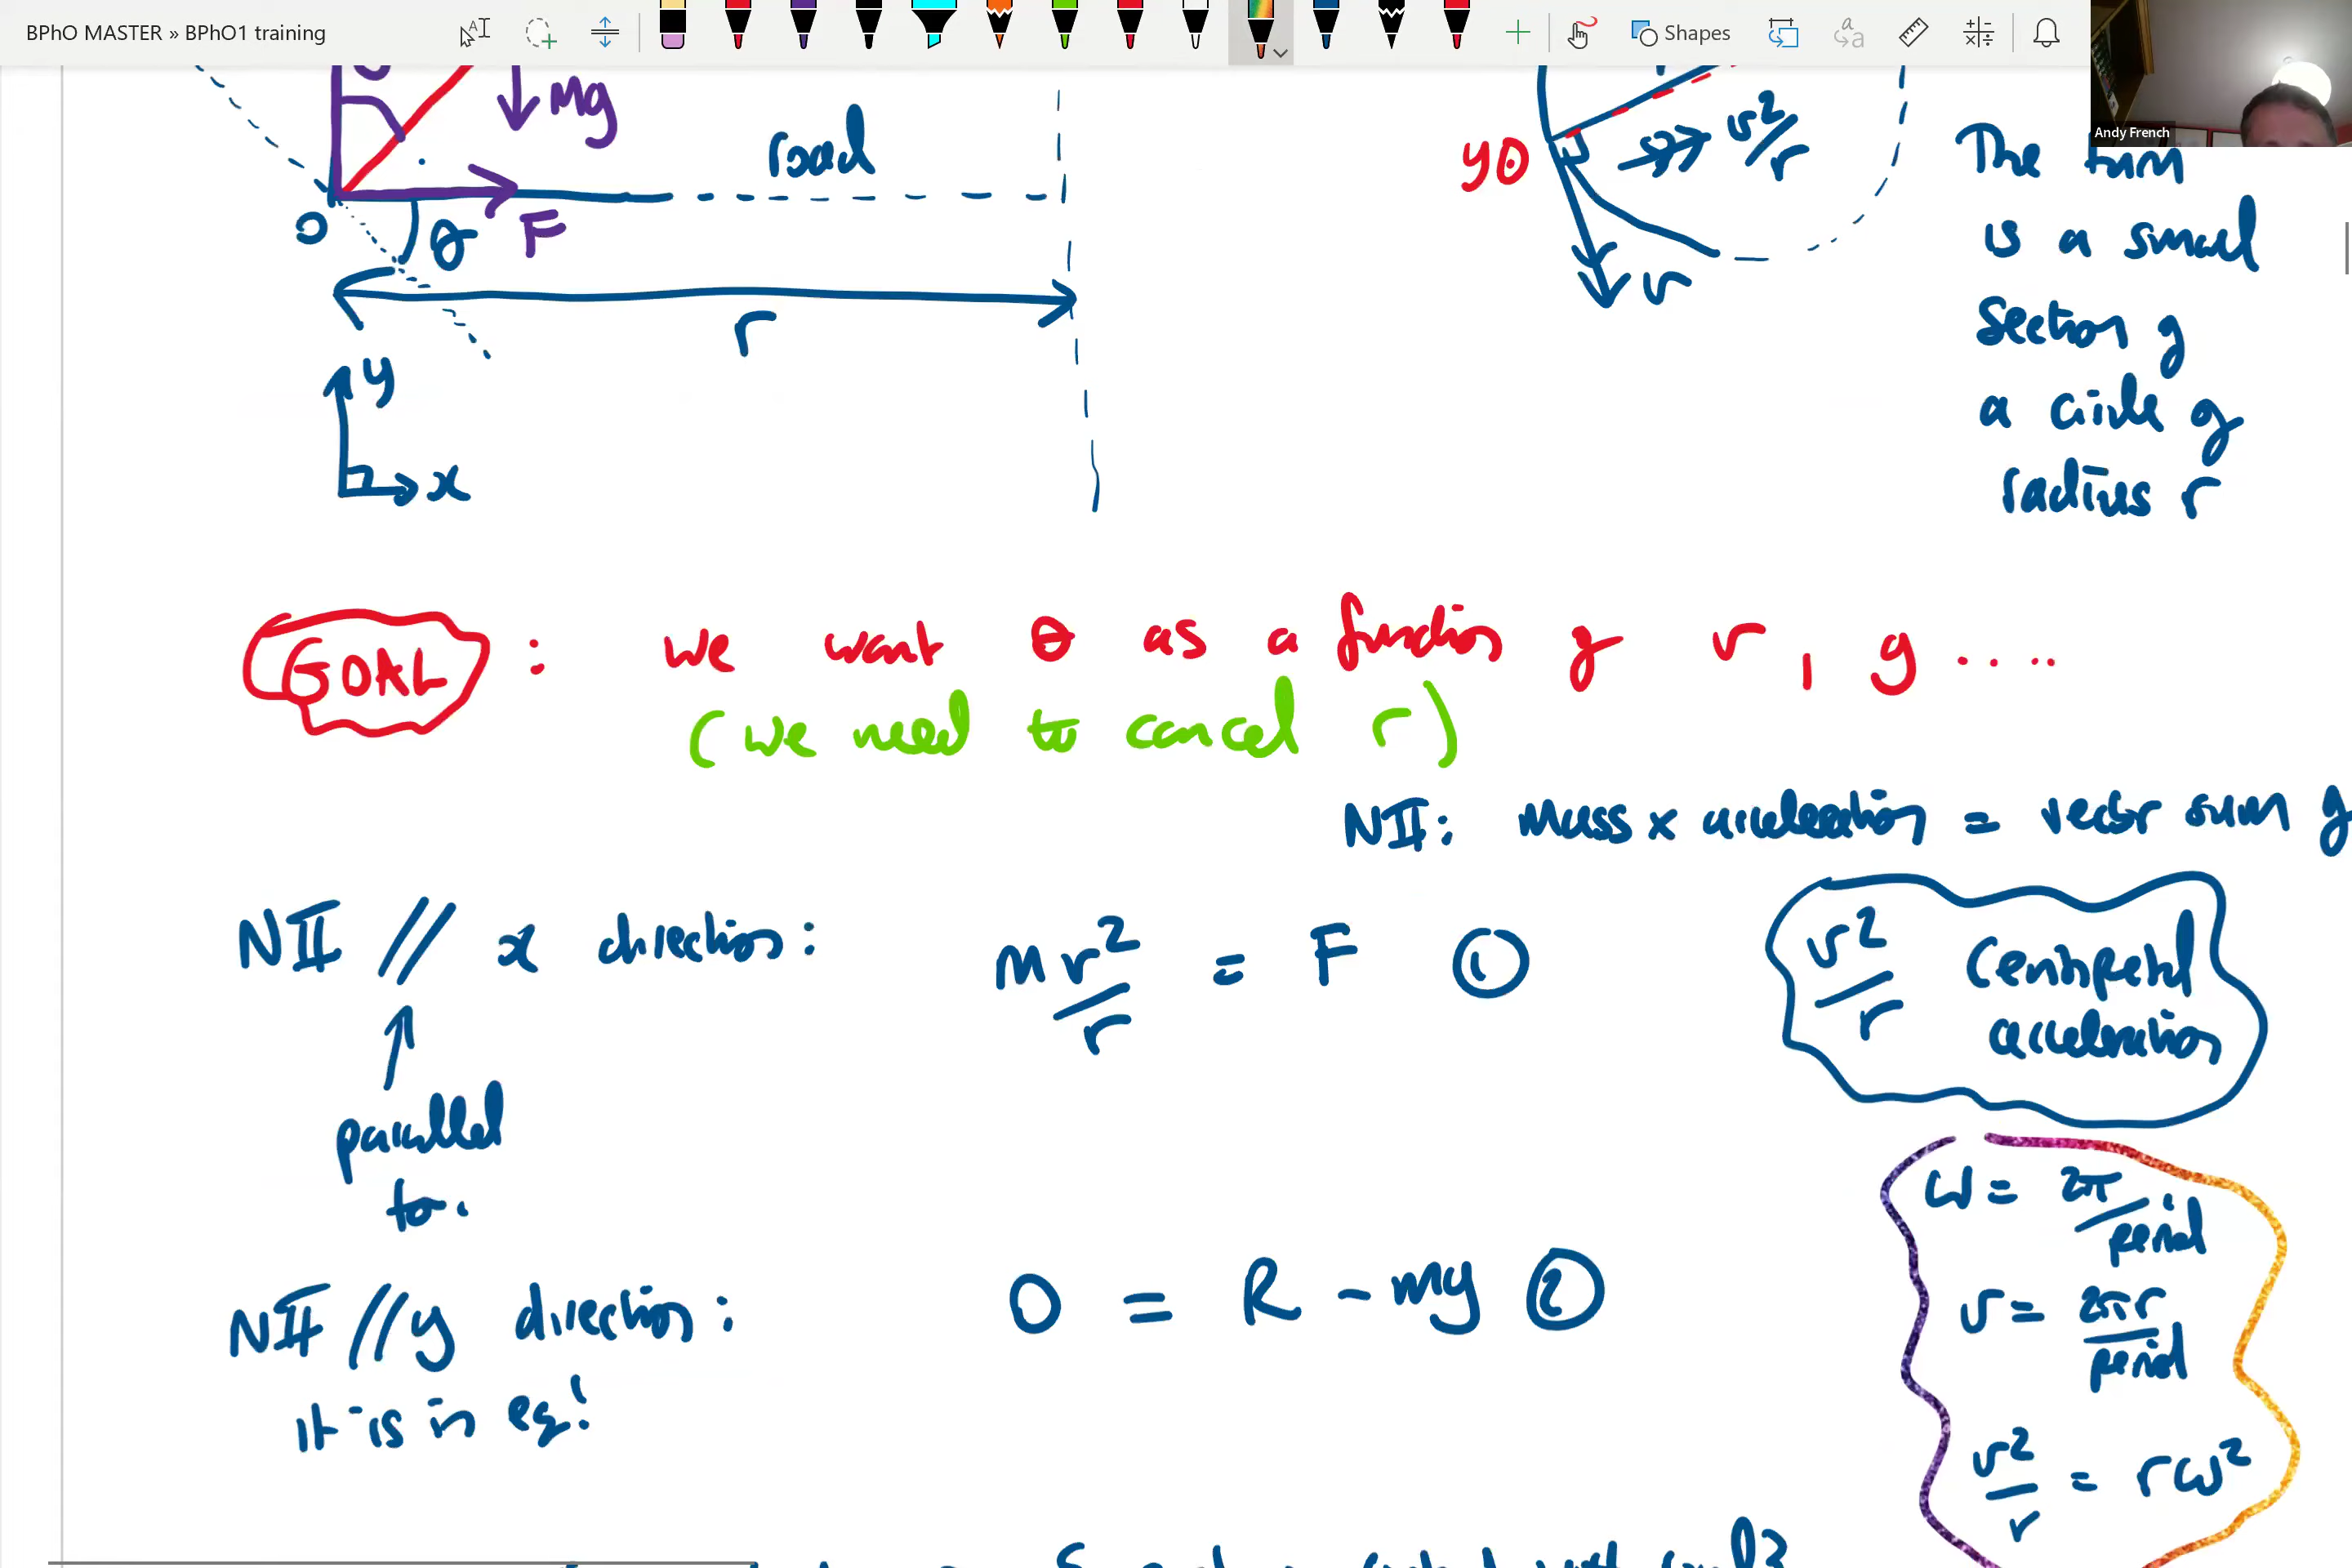 BPhO MASTER » BPhO1 training
Shapes
Andy French
Mg
road
O
θ
F
r
y
x
y⊙
v²/r
v
The turn
is a small
section of
a circle of
radius r
GOAL : we want θ as a function of v , g ....
(we need to cancel r)
NII: Mass x acceleration = vector sum of
NII // x direction: Mv²/r = F ①
v²/r centripetal
acceleration
parallel
to.
ω = 2π/period
NII // y direction: 0 = R - mg ②
v = 2πr/period
it is in eq!
v²/r = rω²